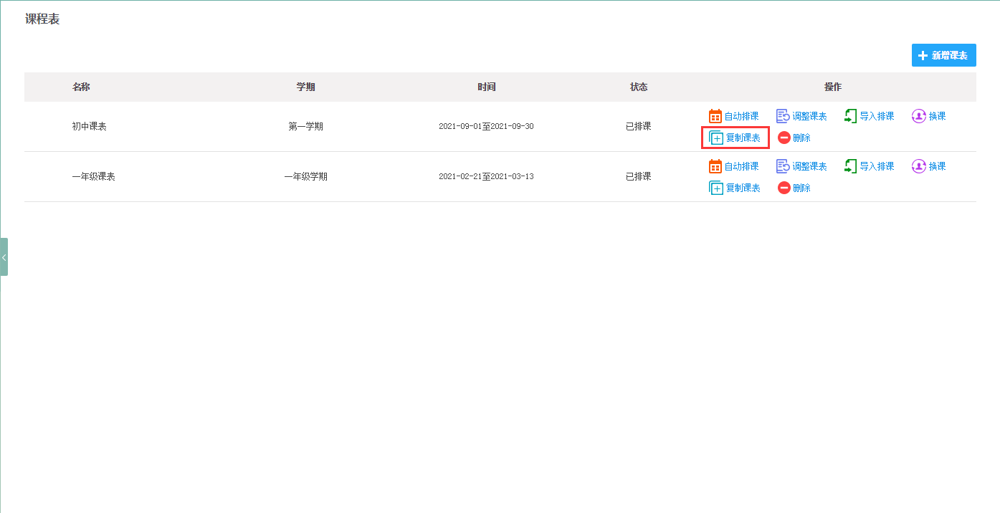 课程表
新增课表
名称 学期 时间 状态 操作
初中课表 第一学期 2021-09-01至2021-09-30 已排课 自动排课 调整课表 导入排课 换课
复制课表 删除
一年级课表 一年级学期 2021-02-21至2021-03-13 已排课 自动排课 调整课表 导入排课 换课
复制课表 删除